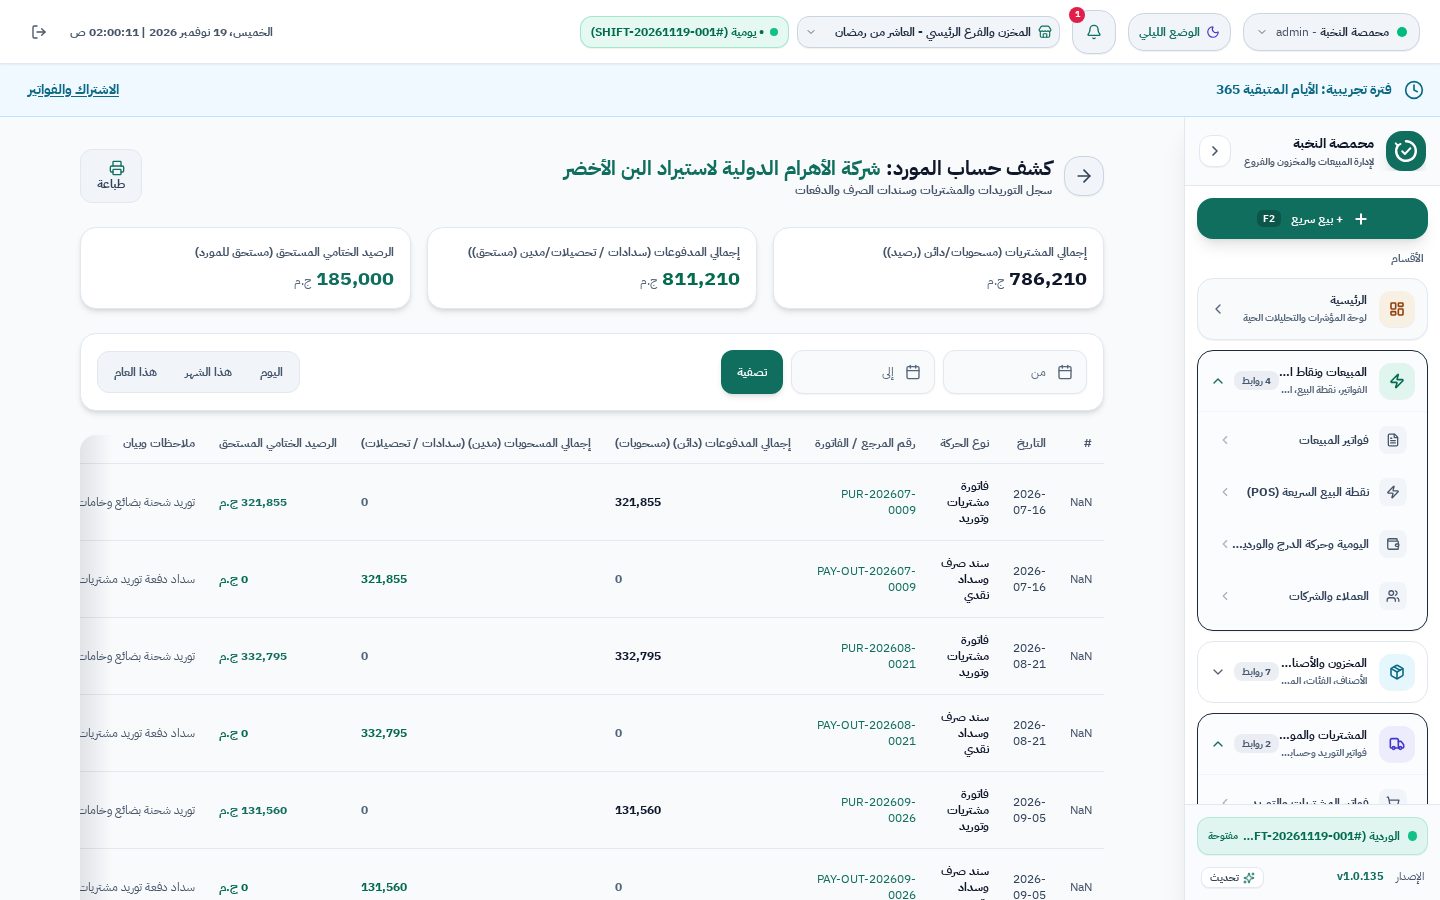 محمصة النخبة - admin
الوضع الليلي
1
المخزن والفرع الرئيسي - العاشر من رمضان
• يومية (#SHIFT-20261119-001)
الخميس، 19 نوفمبر 2026 | 02:00:11 ص
فترة تجريبية: الأيام المتبقية 365
الاشتراك والفواتير
محمصة النخبة
لإدارة المبيعات والمخزون والفروع
+ بيع سريع F2
الأقسام
الرئيسية
لوحة المؤشرات والتحليلات الحية
المبيعات ونقاط ا... 4 روابط
الفواتير، نقطة البيع، ا...
فواتير المبيعات
نقطة البيع السريعة (POS)
اليومية وحركة الدرج والورديـ...
العملاء والشركات
المخزون والأصنا... 7 روابط
الأصناف، الفئات، المـ...
المشتريات والمو... 2 روابط
فواتير التوريد وحسابـ...
فواتير المشتريات والتوريد
الوردية (#FT-20261119-001... مفتوحة
الإصدار v1.0.135 تحديث
كشف حساب المورد: شركة الأهرام الدولية لاستيراد البن الأخضر
سجل التوريدات والمشتريات وسندات الصرف والدفعات
طباعة
إجمالي المشتريات (مسحوبات/دائن (رصيد))
786,210 ج.م
إجمالي المدفوعات (سدادات / تحصيلات/مدين (مستحق))
811,210 ج.م
الرصيد الختامي المستحق (مستحق للمورد)
185,000 ج.م
من
إلى
تصفية
اليوم هذا الشهر هذا العام
# التاريخ نوع الحركة رقم المرجع / الفاتورة إجمالي المدفوعات (دائن) (مسحوبات) إجمالي المسحوبات (مدين) (سدادات / تحصيلات) الرصيد الختامي المستحق ملاحظات وبيان
NaN 2026-07-16 فاتورة مشتريات وتوريد PUR-202607-0009 321,855 0 321,855 ج.م توريد شحنة بضائع وخامات
NaN 2026-07-16 سند صرف وسداد نقدي PAY-OUT-202607-0009 0 321,855 0 ج.م سداد دفعة توريد مشتريات
NaN 2026-08-21 فاتورة مشتريات وتوريد PUR-202608-0021 332,795 0 332,795 ج.م توريد شحنة بضائع وخامات
NaN 2026-08-21 سند صرف وسداد نقدي PAY-OUT-202608-0021 0 332,795 0 ج.م سداد دفعة توريد مشتريات
NaN 2026-09-05 فاتورة مشتريات وتوريد PUR-202609-0026 131,560 0 131,560 ج.م توريد شحنة بضائع وخامات
NaN 2026-09-05 سند صرف وسداد PAY-OUT-202609-0026 0 131,560 0 ج.م سداد دفعة توريد مشتريات